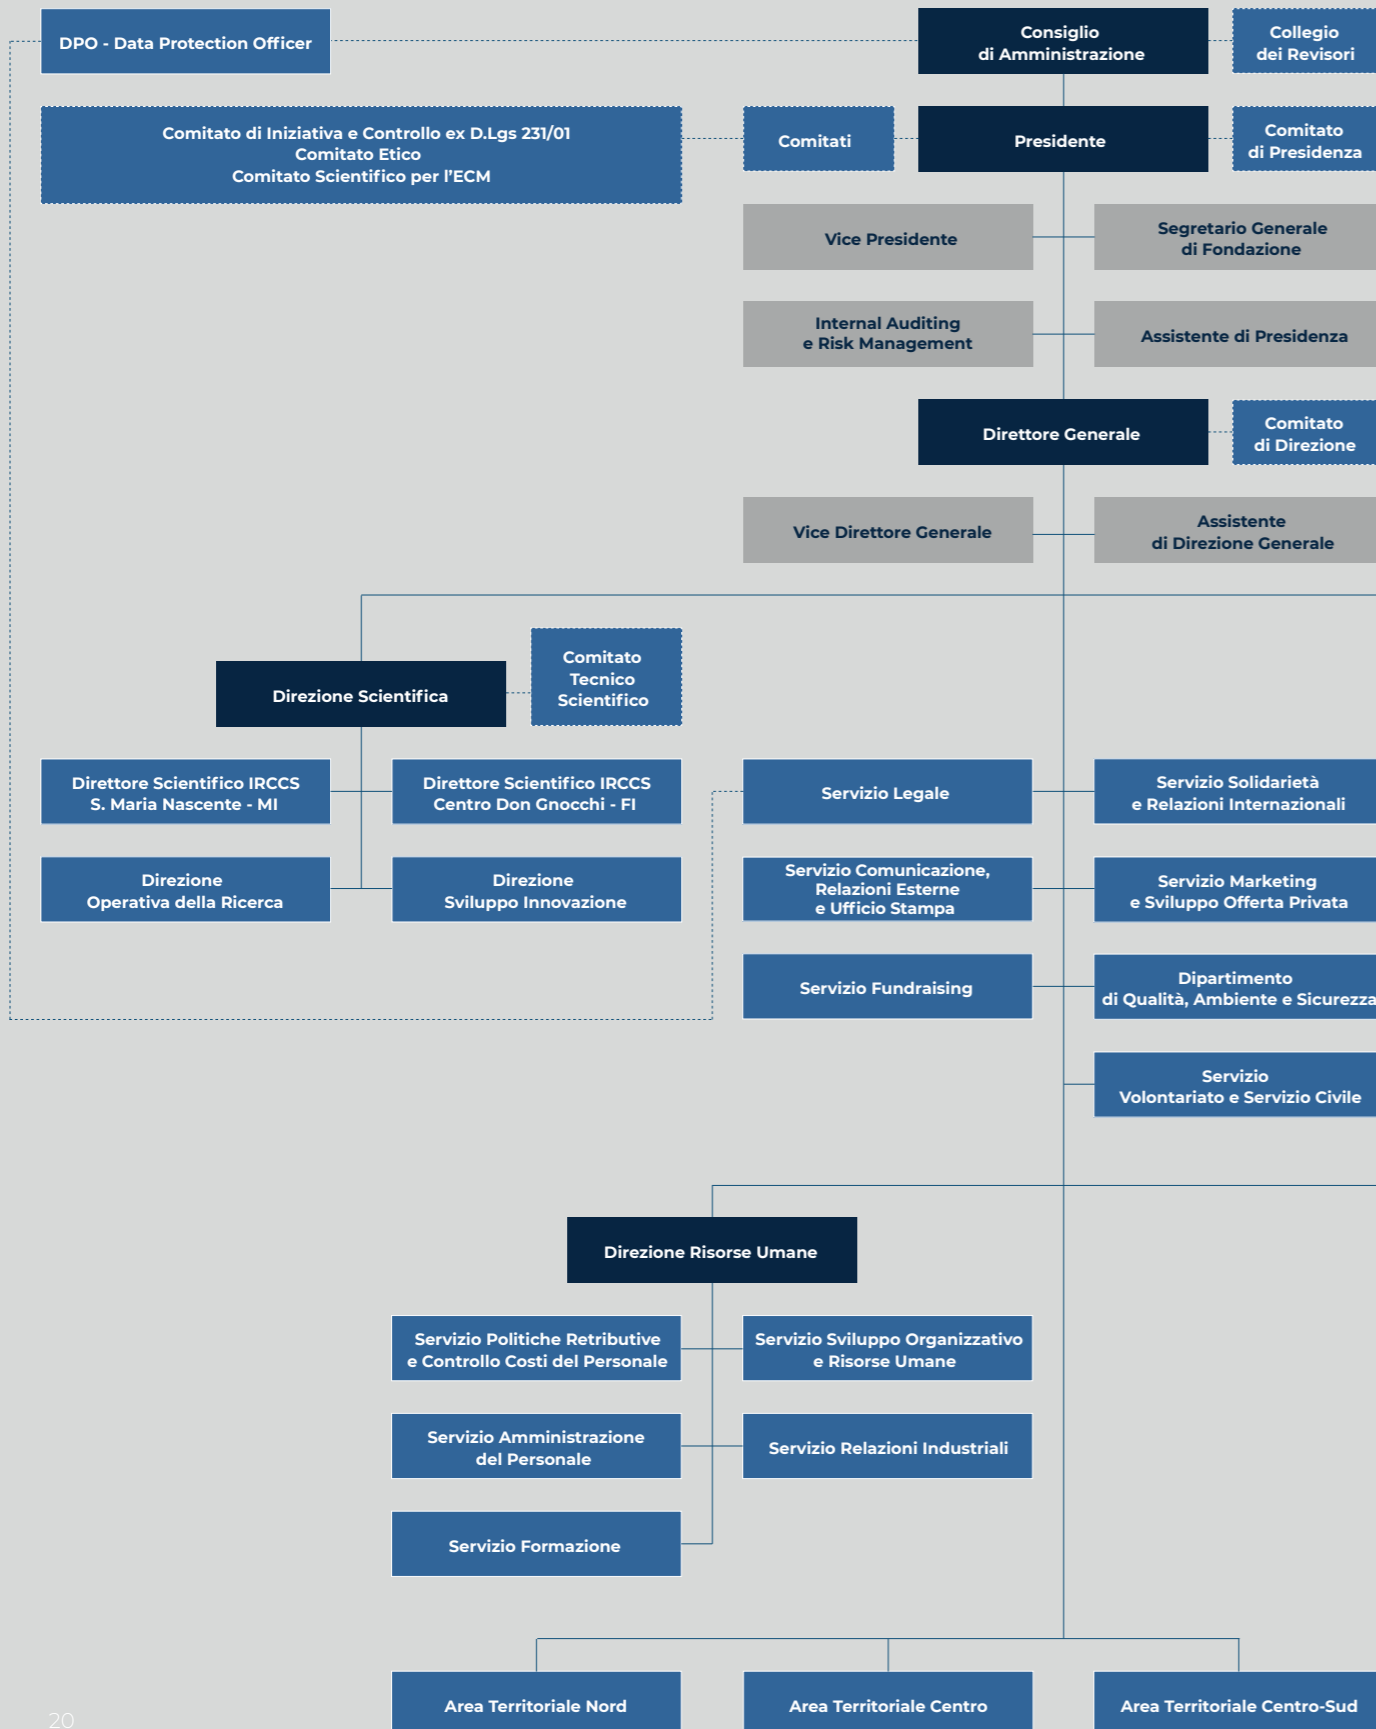 DPO - Data Protection Officer
Consiglio
di Amministrazione
Collegio
dei Revisori
Comitato di Iniziativa e Controllo ex D.Lgs 231/01
Comitato Etico
Comitato Scientifico per l'ECM
Comitati
Presidente
Comitato
di Presidenza
Vice Presidente
Segretario Generale
di Fondazione
Internal Auditing
e Risk Management
Assistente di Presidenza
Direttore Generale
Comitato
di Direzione
Vice Direttore Generale
Assistente
di Direzione Generale
Direzione Scientifica
Comitato
Tecnico
Scientifico
Direttore Scientifico IRCCS
S. Maria Nascente - MI
Direttore Scientifico IRCCS
Centro Don Gnocchi - FI
Servizio Legale
Servizio Solidarietà
e Relazioni Internazionali
Direzione
Operativa della Ricerca
Direzione
Sviluppo Innovazione
Servizio Comunicazione,
Relazioni Esterne
e Ufficio Stampa
Servizio Marketing
e Sviluppo Offerta Privata
Servizio Fundraising
Dipartimento
di Qualità, Ambiente e Sicurezza
Servizio
Volontariato e Servizio Civile
Direzione Risorse Umane
Servizio Politiche Retributive
e Controllo Costi del Personale
Servizio Sviluppo Organizzativo
e Risorse Umane
Servizio Amministrazione
del Personale
Servizio Relazioni Industriali
Servizio Formazione
Area Territoriale Nord
Area Territoriale Centro
Area Territoriale Centro-Sud
20